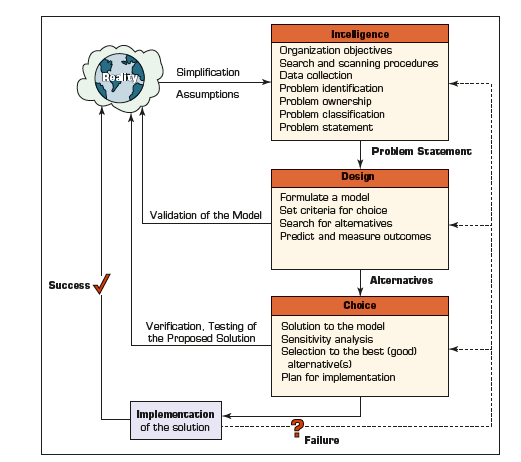 Intelligence
Organization objectives
Search and scanning procedures
Data collection
Problem identification
Problem ownership
Problem classification
Problem statement
Reality
Simplification
Assumptions
Problem Statement
Design
Formulate a model
Set criteria for choice
Search for alternatives
Predict and measure outcomes
Validation of the Model
Alternatives
Success
Choice
Solution to the model
Sensitivity analysis
Selection to the best (good)
alternative(s)
Plan for implementation
Verification, Testing of
the Proposed Solution
Implementation
of the solution
?
Failure